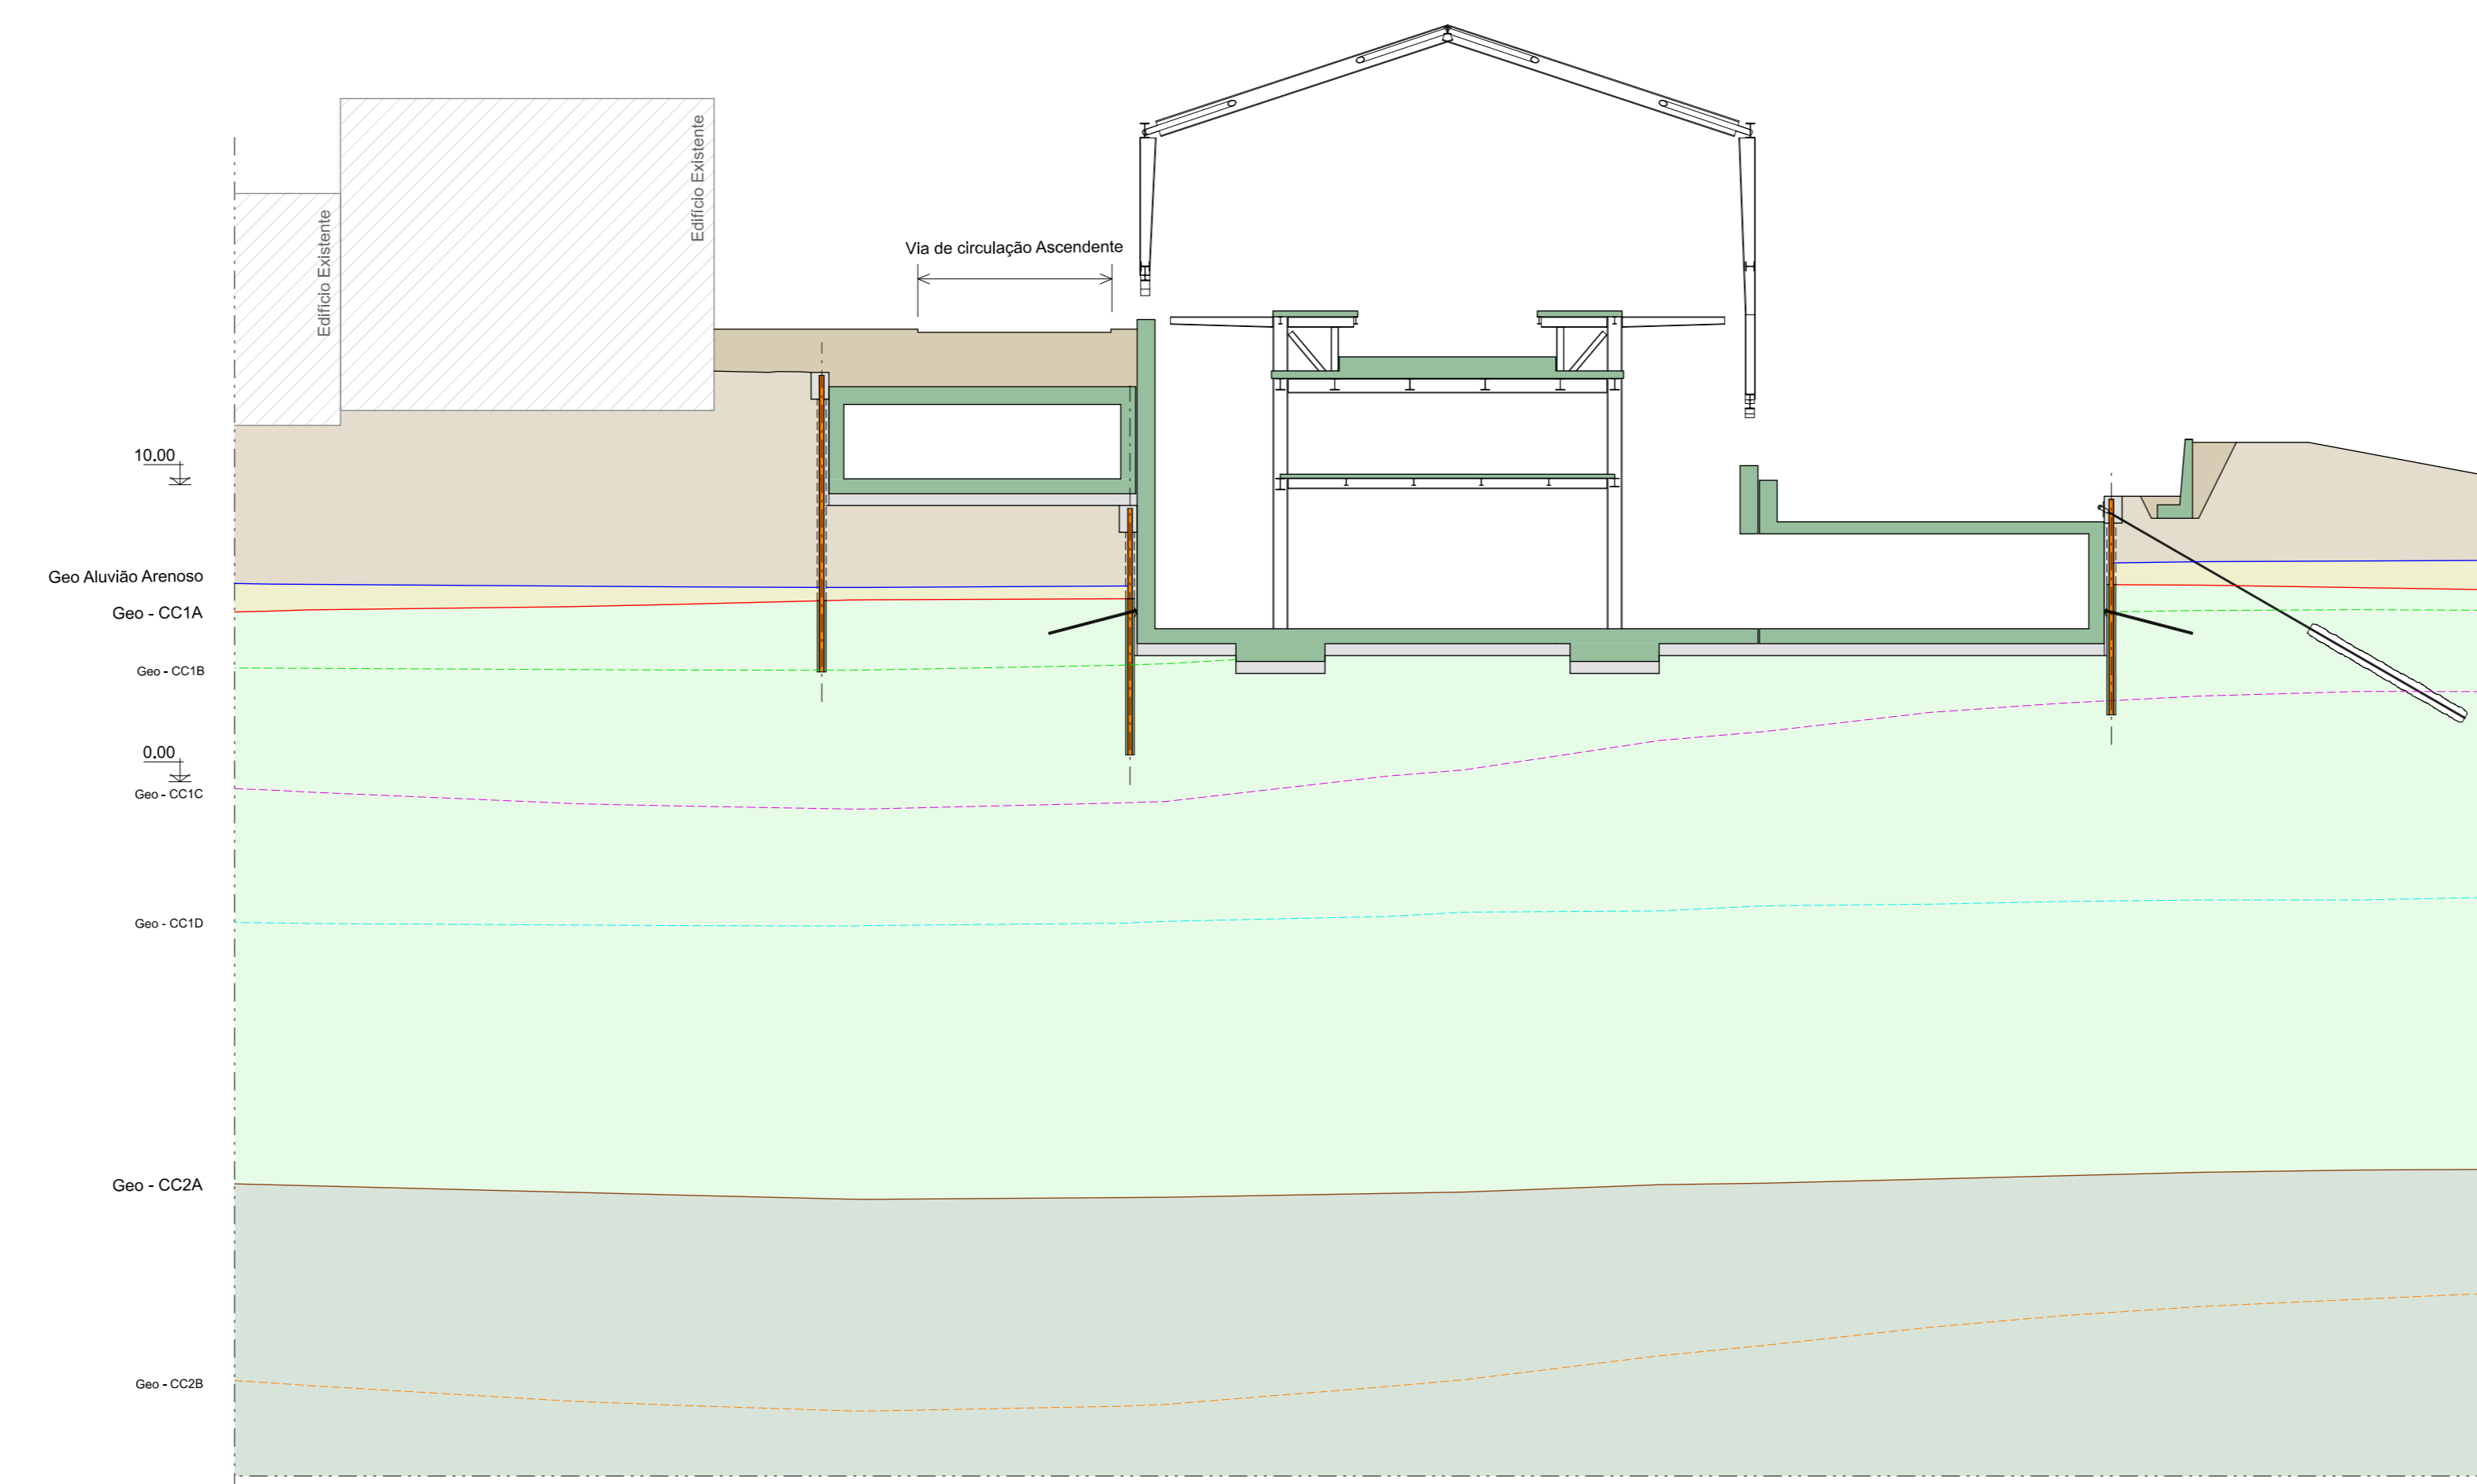 Edifício Existente
Edifício Existente
Via de circulação Ascendente
10.00
Geo Aluvião Arenoso
Geo - CC1A
Geo - CC1B
0.00
Geo - CC1C
Geo - CC1D
Geo - CC2A
Geo - CC2B